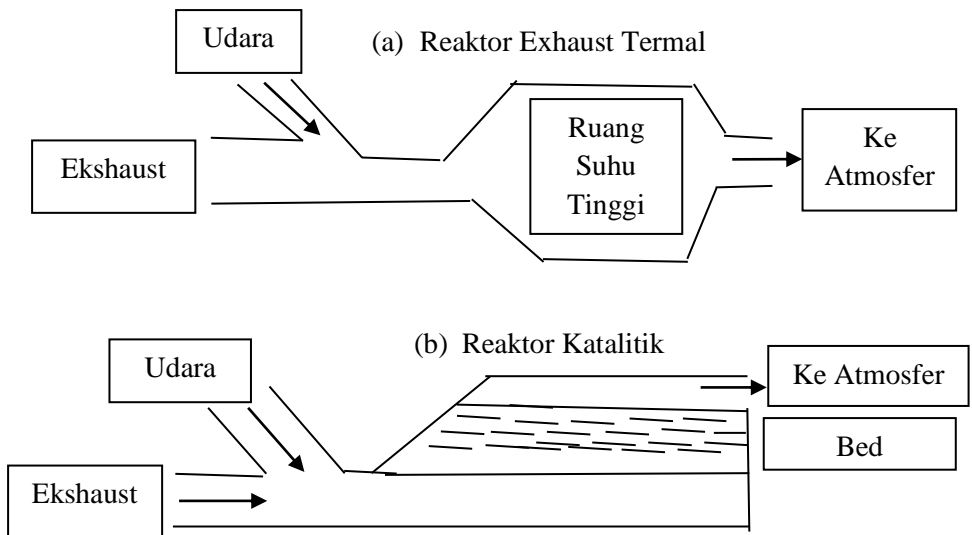 (a) Reaktor Exhaust Termal
Udara
Ekshaust
Ruang
Suhu
Tinggi
Ke
Atmosfer
(b) Reaktor Katalitik
Udara
Ke Atmosfer
Bed
Ekshaust